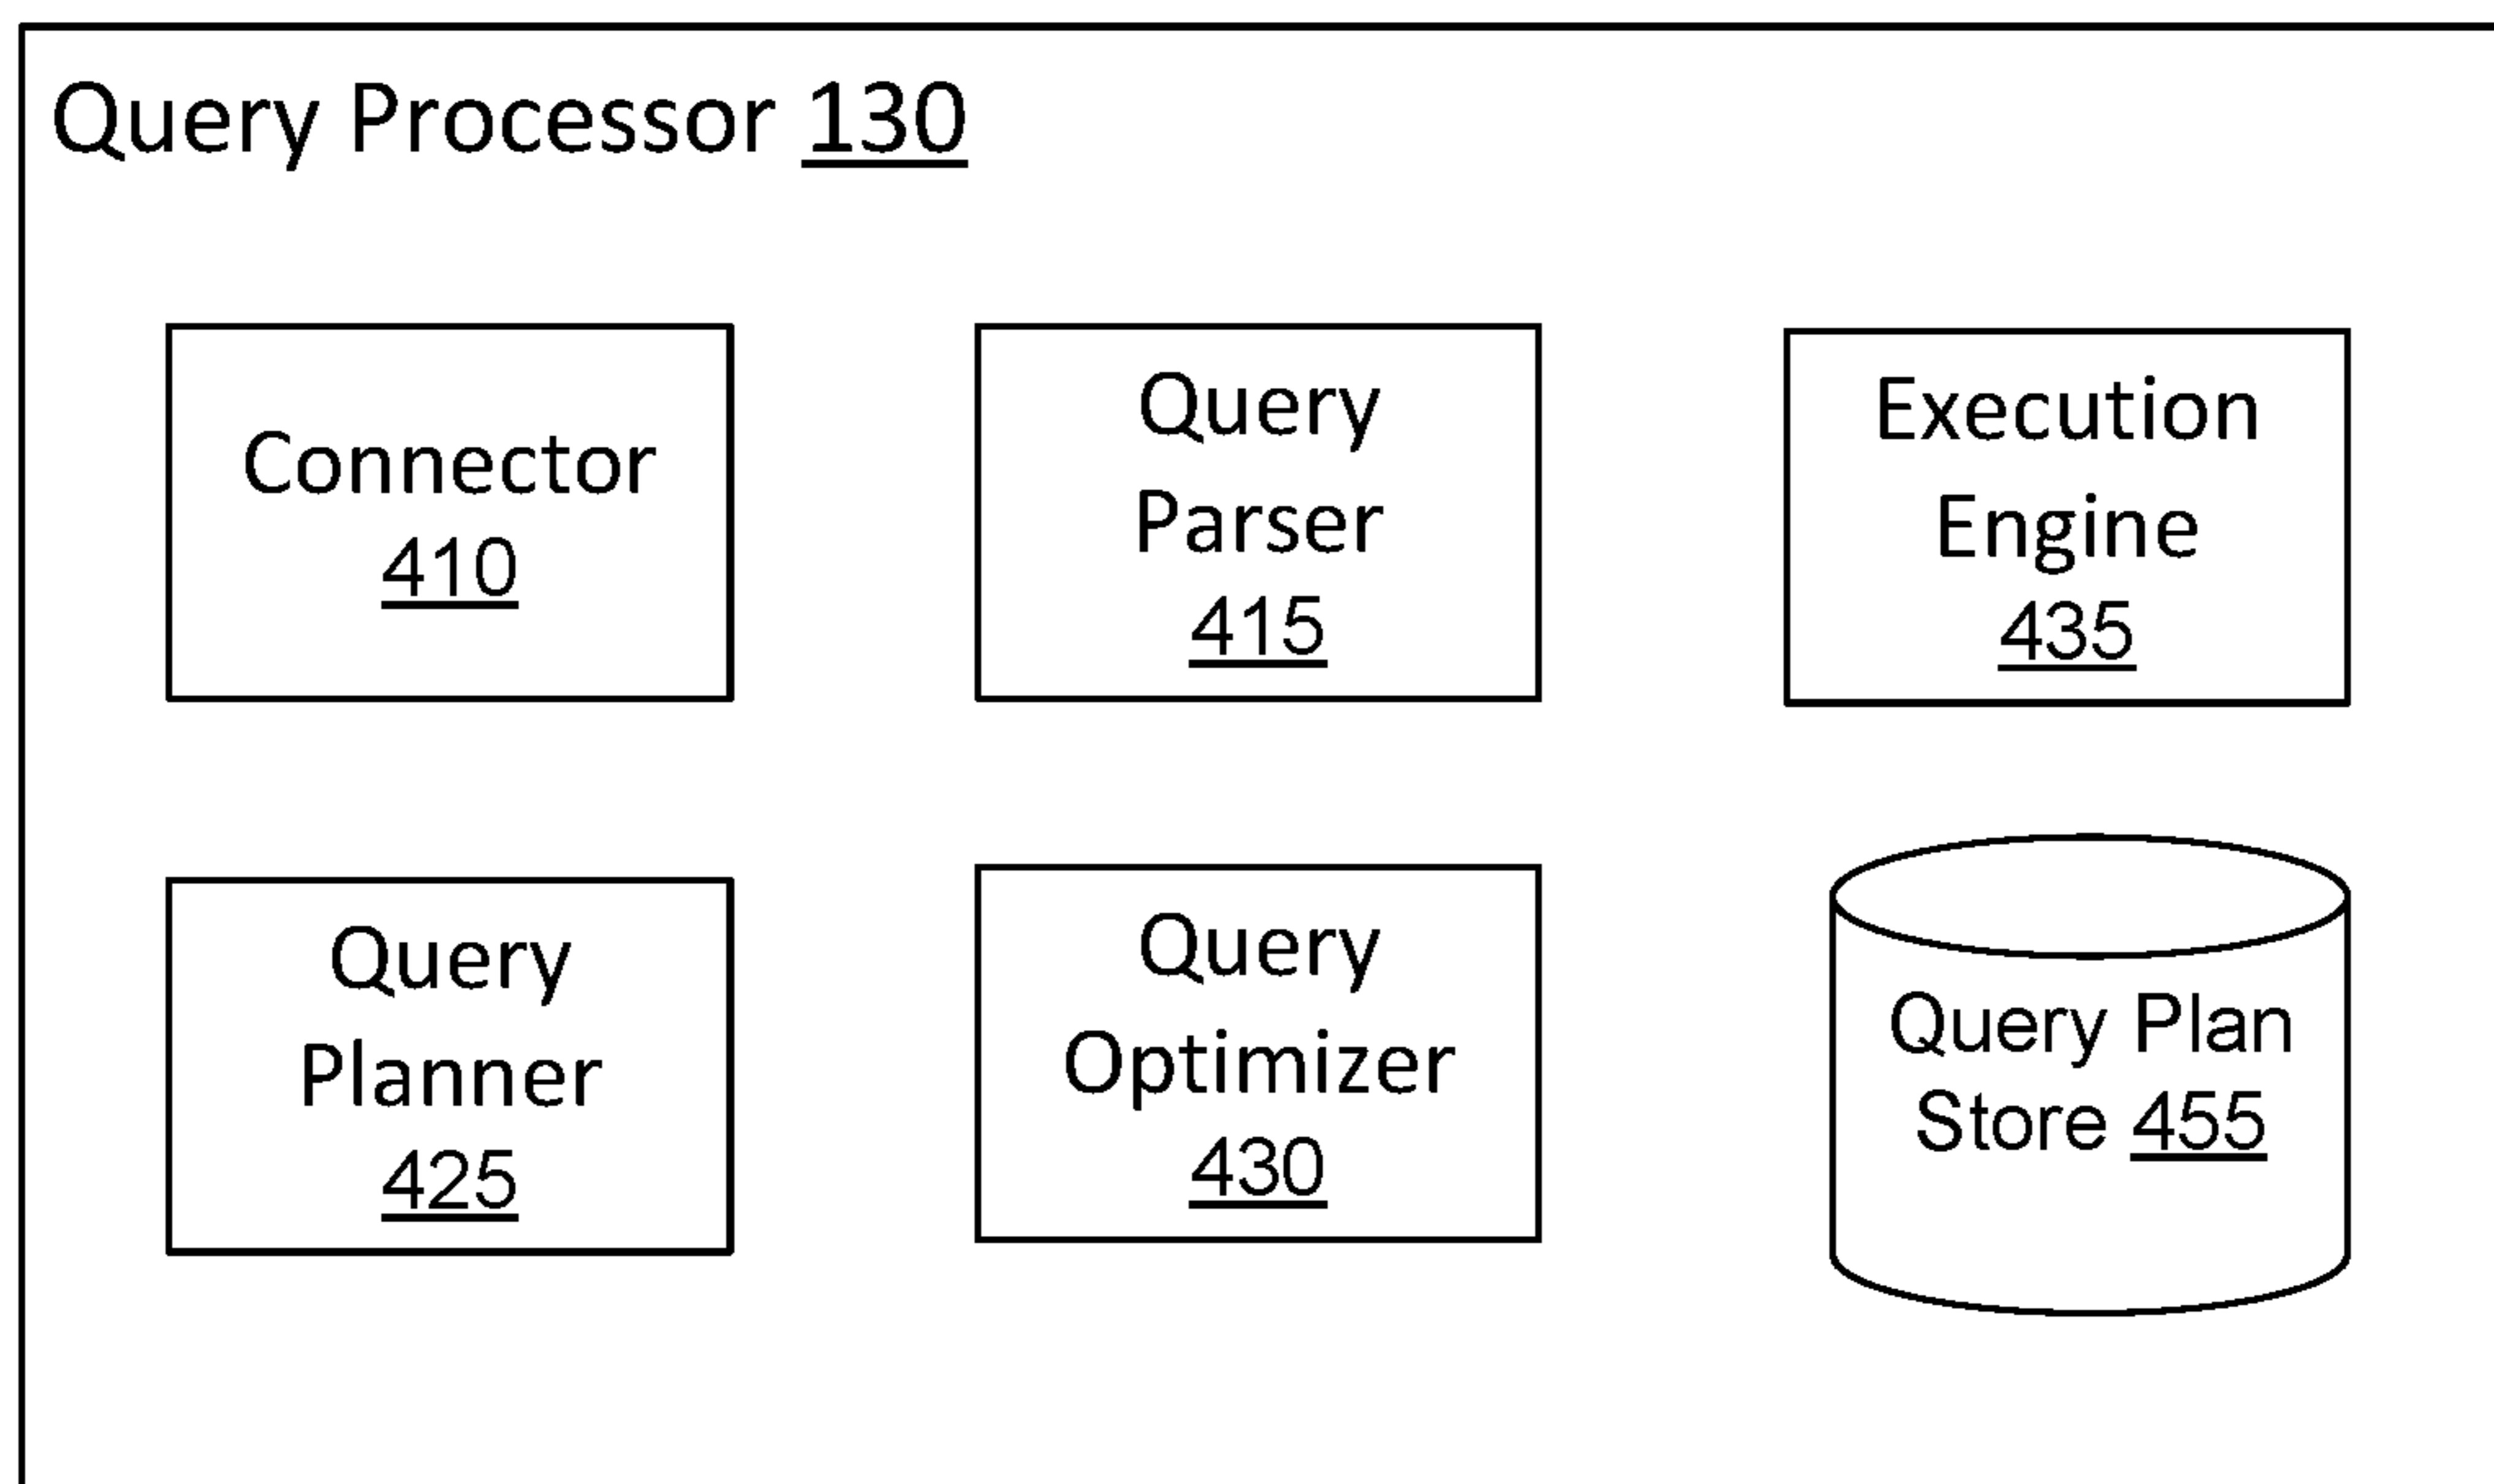 Query Processor 130
Connector
410
Query
Parser
415
Execution
Engine
435
Query
Planner
425
Query
Optimizer
430
Query Plan
Store 455